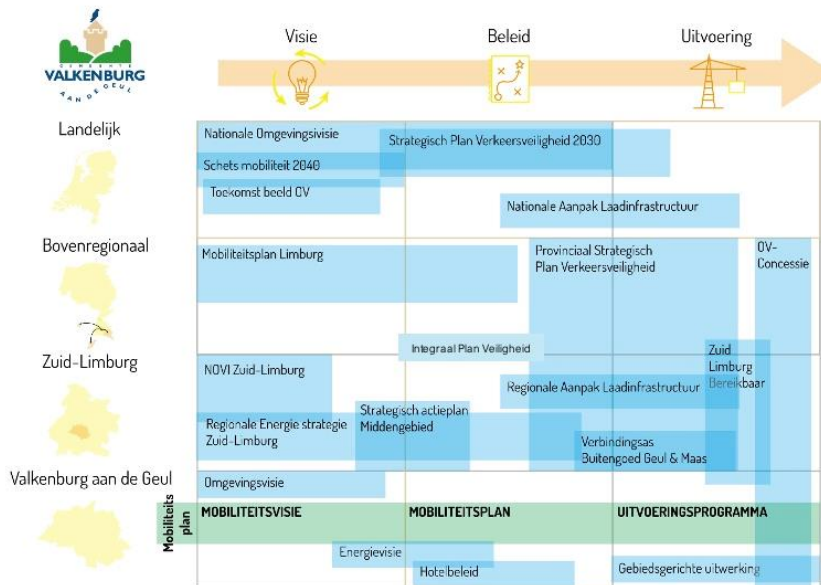 Visie
Beleid
Uitvoering
GEMEENTE
VALKENBURG
AAN DE GEUL
Landelijk
Nationale Omgevingsivisie
Strategisch Plan Verkeersveiligheid 2030
Schets mobiliteit 2040
Toekomst beeld OV
Nationale Aanpak Laadinfrastructuur
Bovenregionaal
Mobiliteitsplan Limburg
Provinciaal Strategisch
Plan Verkeersveiligheid
OV-
Concessie
Integraal Plan Veiligheid
Zuid-Limburg
NOVI Zuid-Limburg
Zuid
Limburg
Bereikbaar
Regionale Aanpak Laadinfrastructuur
Strategisch actieplan
Middengebied
Regionale Energie strategie
Zuid-Limburg
Verbindingsas
Buitengoed Geul & Maas
Valkenburg aan de Geul
Omgevingsvisie
Mobiliteits
plan
MOBILITEITSVISIE
MOBILITEITSPLAN
UITVOERINGSPROGRAMMA
Energievisie
Hotelbeleid
Gebiedsgerichte uitwerking